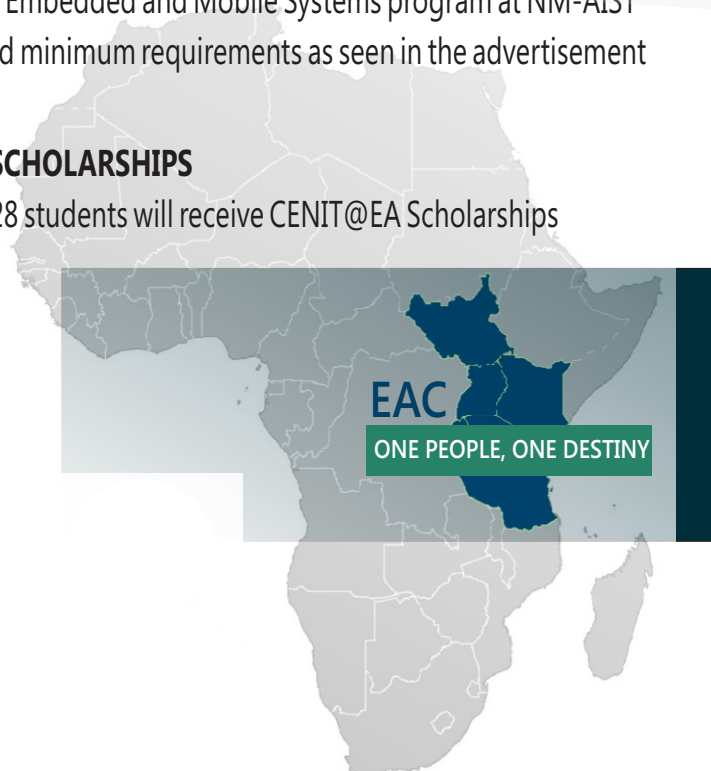 Embedded and Mobile Systems program at NM-AIST
d minimum requirements as seen in the advertisement
SCHOLARSHIPS
28 students will receive CENIT@EA Scholarships
EAC
ONE PEOPLE, ONE DESTINY